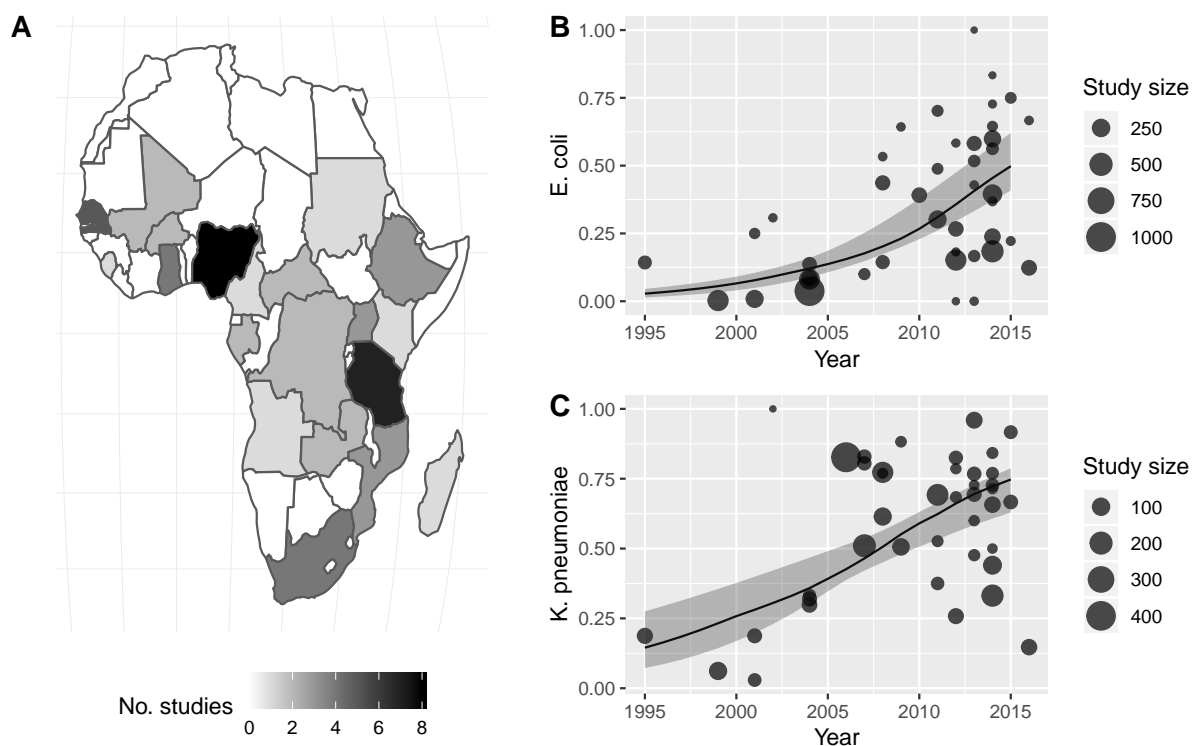 A
No. studies
0 2 4 6 8
B
E. coli
1.00
0.75
0.50
0.25
0.00
1995 2000 2005 2010 2015
Year
Study size
250
500
750
1000
C
K. pneumoniae
1.00
0.75
0.50
0.25
0.00
1995 2000 2005 2010 2015
Year
Study size
100
200
300
400